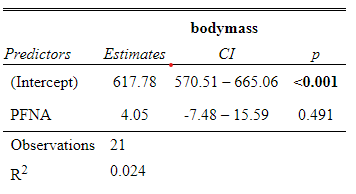 bodymass
Predictors Estimates CI p
(Intercept) 617.78 570.51 – 665.06 <0.001
PFNA 4.05 -7.48 – 15.59 0.491
Observations 21
R2 0.024